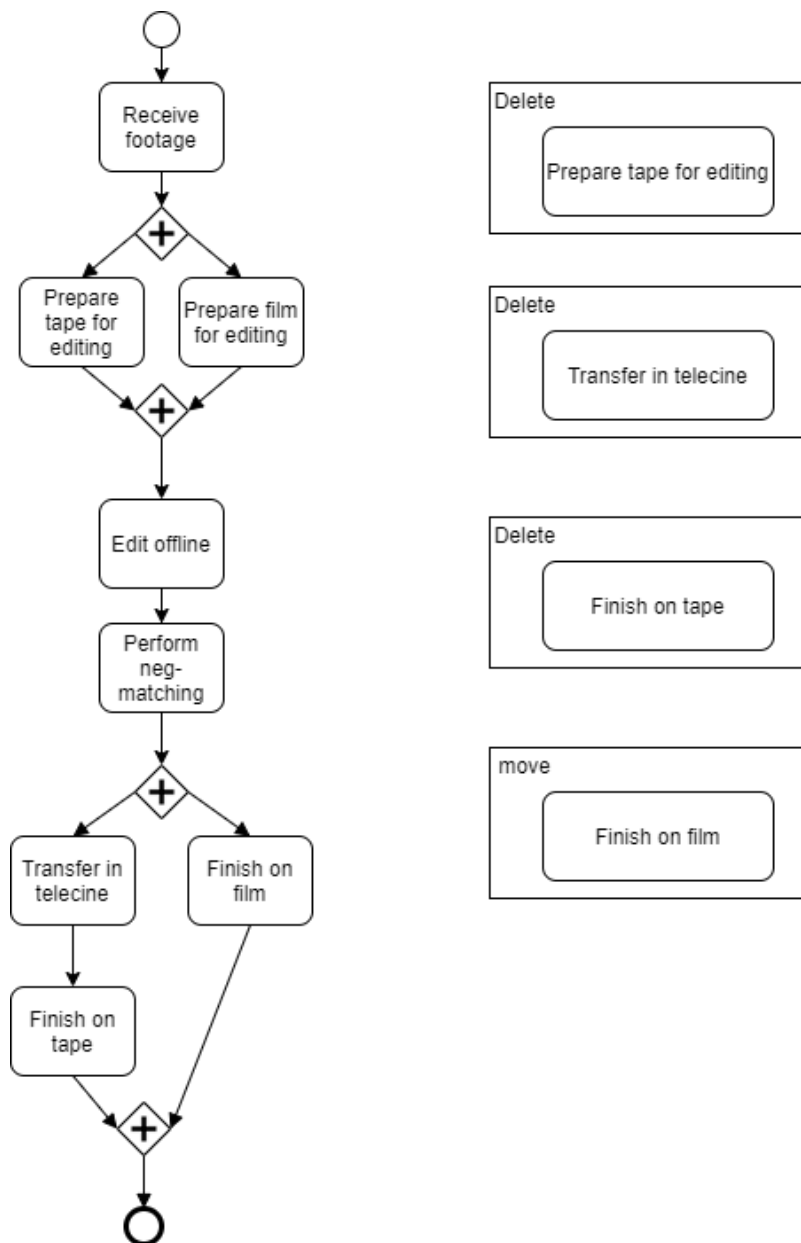 Receive
footage
Prepare
tape for
editing
Prepare film
for editing
Edit offline
Perform
neg-
matching
Transfer in
telecine
Finish on
film
Finish on
tape
Delete
Prepare tape for editing
Delete
Transfer in telecine
Delete
Finish on tape
move
Finish on film